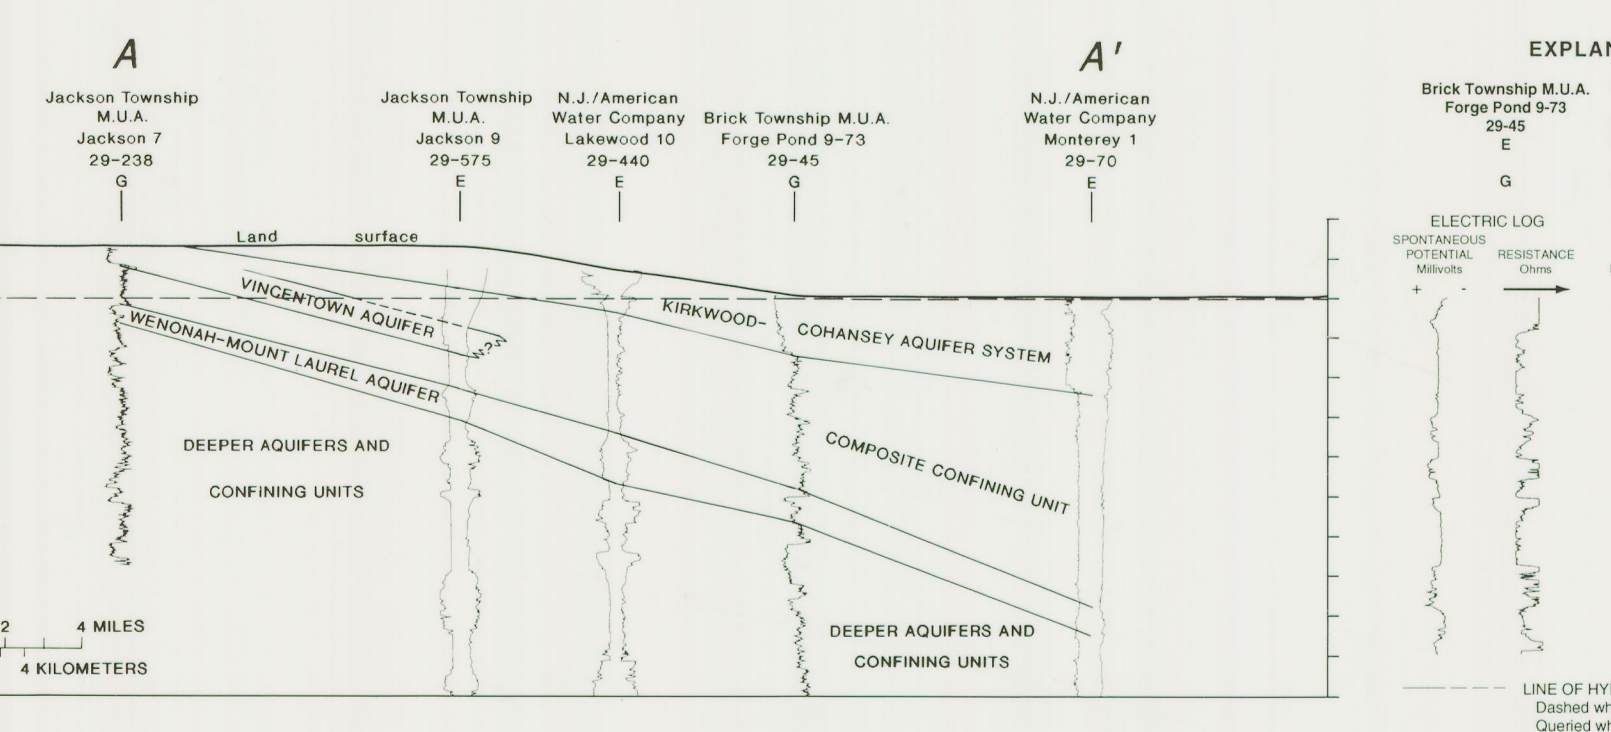 A
Jackson Township
M.U.A.
Jackson 7
29-238
G
Jackson Township
M.U.A.
Jackson 9
29-575
E
N.J./American
Water Company
Lakewood 10
29-440
E
Brick Township M.U.A.
Forge Pond 9-73
29-45
G
A'
N.J./American
Water Company
Monterey 1
29-70
E
Land surface
VINCENTOWN AQUIFER
?
WENONAH-MOUNT LAUREL AQUIFER
KIRKWOOD-
COHANSEY AQUIFER SYSTEM
COMPOSITE CONFINING UNIT
DEEPER AQUIFERS AND
CONFINING UNITS
DEEPER AQUIFERS AND
CONFINING UNITS
2 4 MILES
4 KILOMETERS
EXPLAN
Brick Township M.U.A.
Forge Pond 9-73
29-45
E
G
ELECTRIC LOG
SPONTANEOUS
POTENTIAL
Millivolts
+ -
RESISTANCE
Ohms
LINE OF HY
Dashed wh
Queried wh